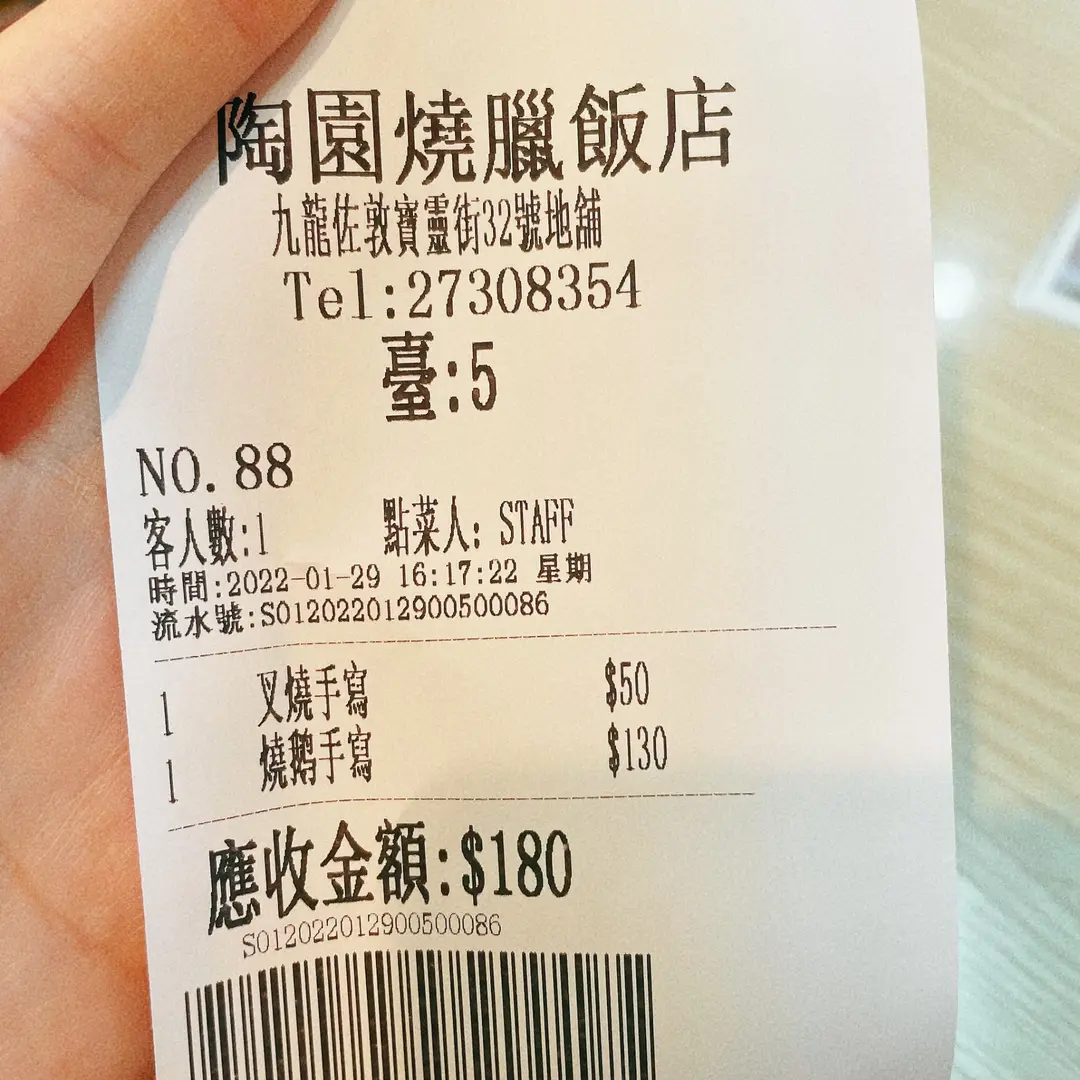 陶園燒臘飯店
九龍佐敦寶靈街32號地舖
Tel:27308354
臺:5
NO.88
客人數:1 點菜人: STAFF
時間:2022-01-29 16:17:22 星期
流水號:S012022012900500086
1 叉燒手寫 $50
1 燒鵝手寫 $130
應收金額:$180
S012022012900500086